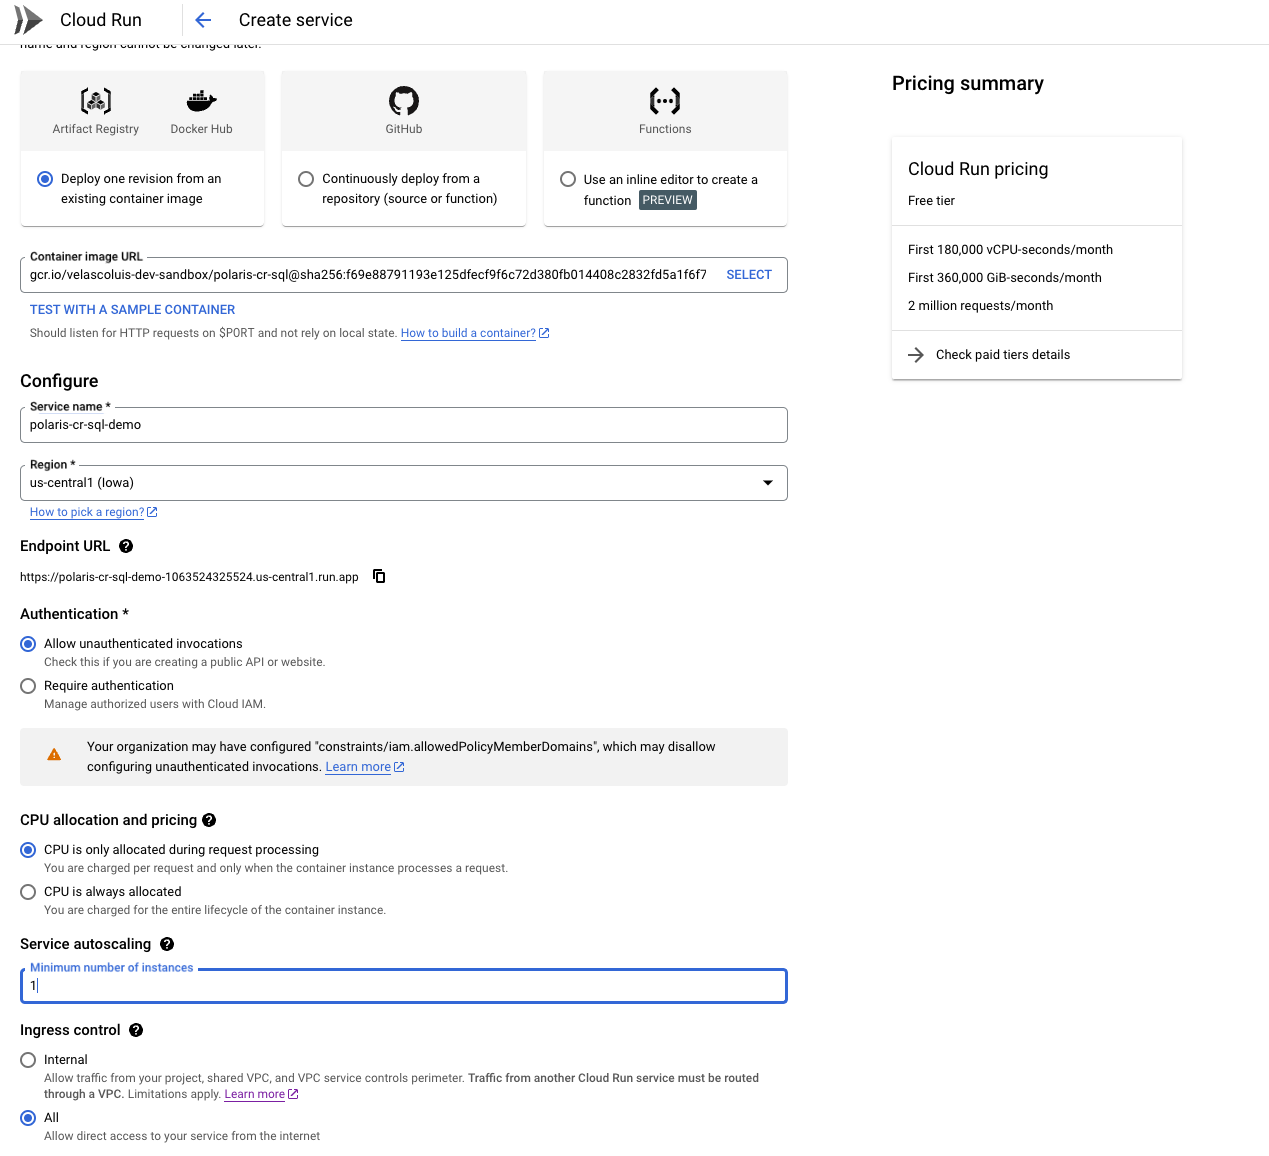 Cloud Run
Create service
name and region cannot be changed later.
Artifact Registry
Docker Hub
GitHub
Functions
Deploy one revision from an
existing container image
Continuously deploy from a
repository (source or function)
Use an inline editor to create a
function PREVIEW
Container image URL
gcr.io/velascoluis-dev-sandbox/polaris-cr-sql@sha256:f69e88791193e125dfecf9f6c72d380fb014408c2832fd5a1f6f7
SELECT
TEST WITH A SAMPLE CONTAINER
Should listen for HTTP requests on $PORT and not rely on local state. How to build a container?
Configure
Service name *
polaris-cr-sql-demo
Region *
us-central1 (Iowa)
How to pick a region?
Endpoint URL
https://polaris-cr-sql-demo-1063524325524.us-central1.run.app
Authentication *
Allow unauthenticated invocations
Check this if you are creating a public API or website.
Require authentication
Manage authorized users with Cloud IAM.
Your organization may have configured "constraints/iam.allowedPolicyMemberDomains", which may disallow
configuring unauthenticated invocations. Learn more
CPU allocation and pricing
CPU is only allocated during request processing
You are charged per request and only when the container instance processes a request.
CPU is always allocated
You are charged for the entire lifecycle of the container instance.
Service autoscaling
Minimum number of instances
1
Ingress control
Internal
Allow traffic from your project, shared VPC, and VPC service controls perimeter. Traffic from another Cloud Run service must be routed
through a VPC. Limitations apply. Learn more
All
Allow direct access to your service from the internet
Pricing summary
Cloud Run pricing
Free tier
First 180,000 vCPU-seconds/month
First 360,000 GiB-seconds/month
2 million requests/month
Check paid tiers details